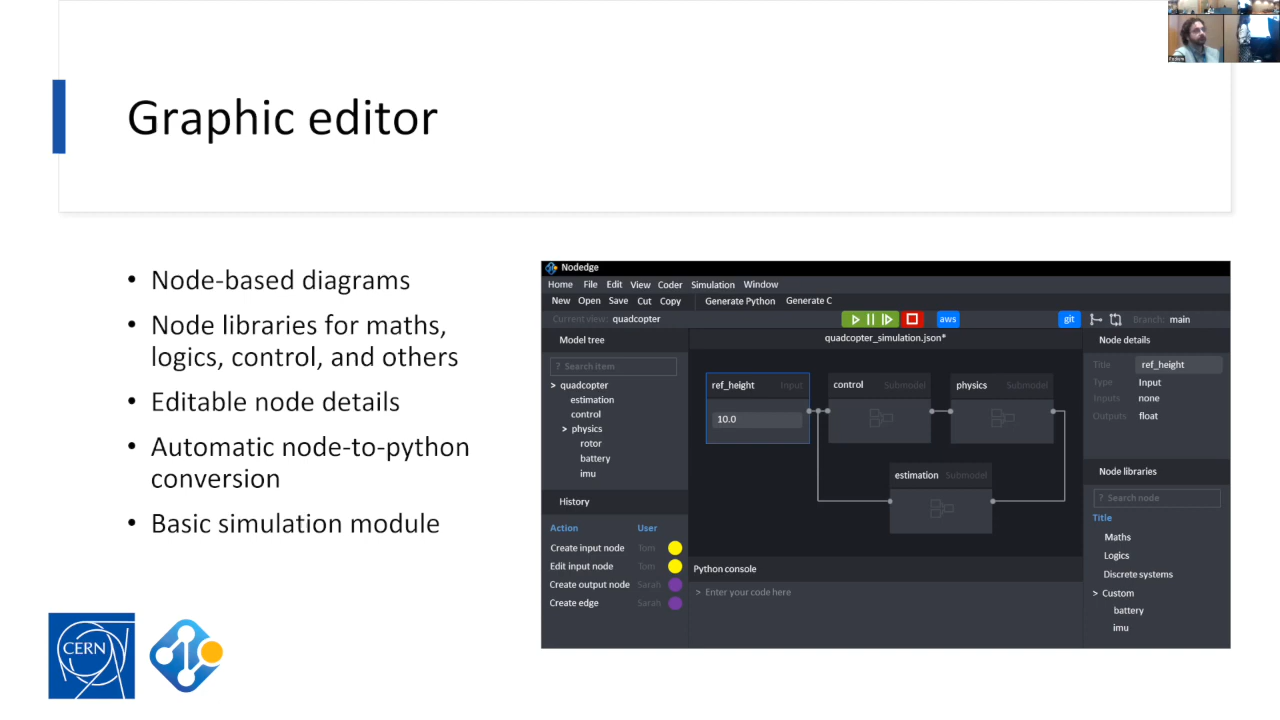 Graphic editor
• Node-based diagrams
• Node libraries for maths,
logics, control, and others
• Editable node details
• Automatic node-to-python
conversion
• Basic simulation module
CERN
Nodedge
Home File Edit View Coder Simulation Window
New Open Save Cut Copy Generate Python Generate C
Current view: quadcopter aws git Branch: main
Model tree
? Search item
> quadcopter
estimation
control
> physics
rotor
battery
imu
History
Action User
Create input node Tom
Edit input node Tom
Create output node Sarah
Create edge Sarah
quadcopter_simulation.json*
ref_height Input
10.0
control Submodel
physics Submodel
estimation Submodel
Python console
> Enter your code here
Node details
Title ref_height
Type Input
Inputs none
Outputs float
Node libraries
? Search node
Title
Maths
Logics
Discrete systems
> Custom
battery
imu